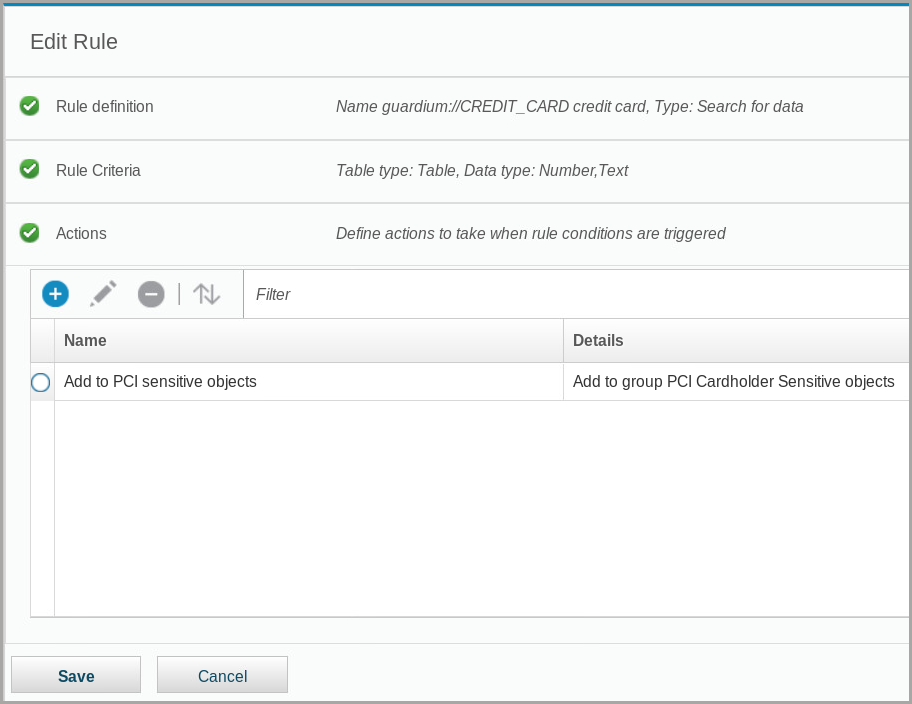 Edit Rule
Rule definition
Name guardium://CREDIT_CARD credit card, Type: Search for data
Rule Criteria
Table type: Table, Data type: Number,Text
Actions
Define actions to take when rule conditions are triggered
Filter
Name
Details
Add to PCI sensitive objects
Add to group PCI Cardholder Sensitive objects
Save
Cancel